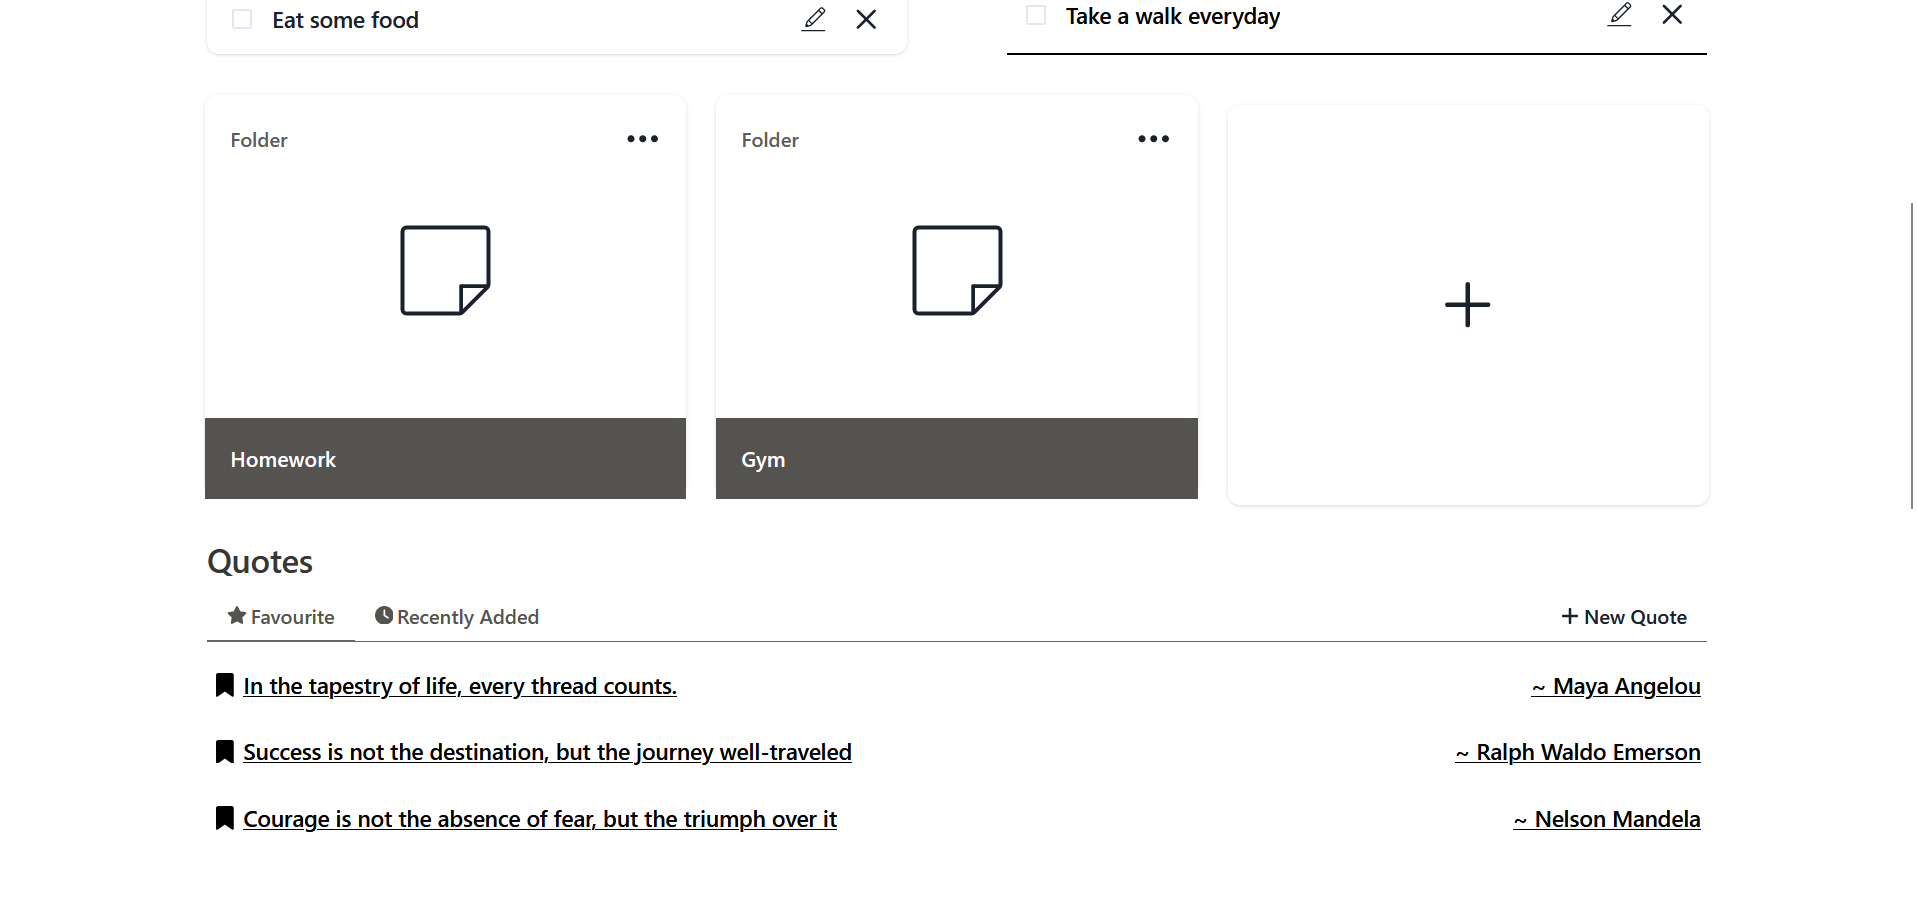 Eat some food
Take a walk everyday
Folder
Folder
Homework
Gym
Quotes
Favourite
Recently Added
New Quote
In the tapestry of life, every thread counts.
~ Maya Angelou
Success is not the destination, but the journey well-traveled
~ Ralph Waldo Emerson
Courage is not the absence of fear, but the triumph over it
~ Nelson Mandela